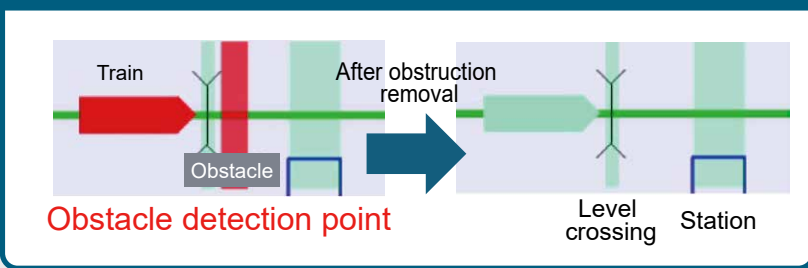 Train
Obstacle
Obstacle detection point
After obstruction
removal
Level
crossing
Station